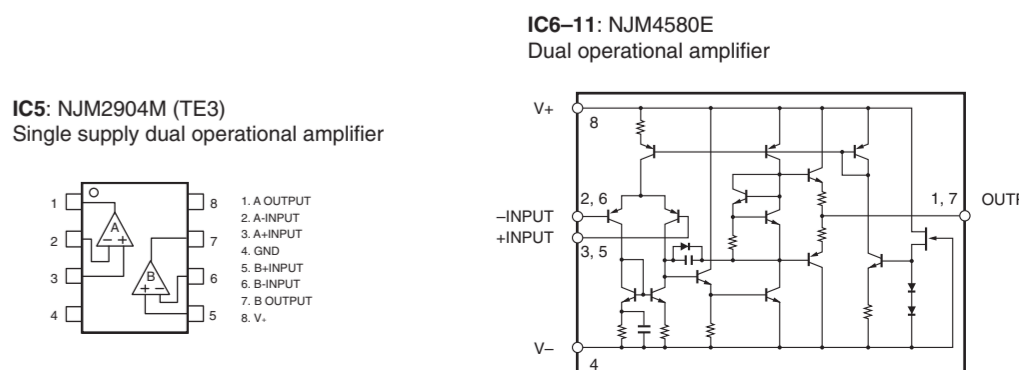 IC5: NJM2904M (TE3)
Single supply dual operational amplifier
1
2
3
4
8
7
6
5
A
– +
B
+ –
1. A OUTPUT
2. A-INPUT
3. A+INPUT
4. GND
5. B+INPUT
6. B-INPUT
7. B OUTPUT
8. V+
IC6–11: NJM4580E
Dual operational amplifier
V+
8
2, 6
–INPUT
+INPUT
3, 5
1, 7
V–
4